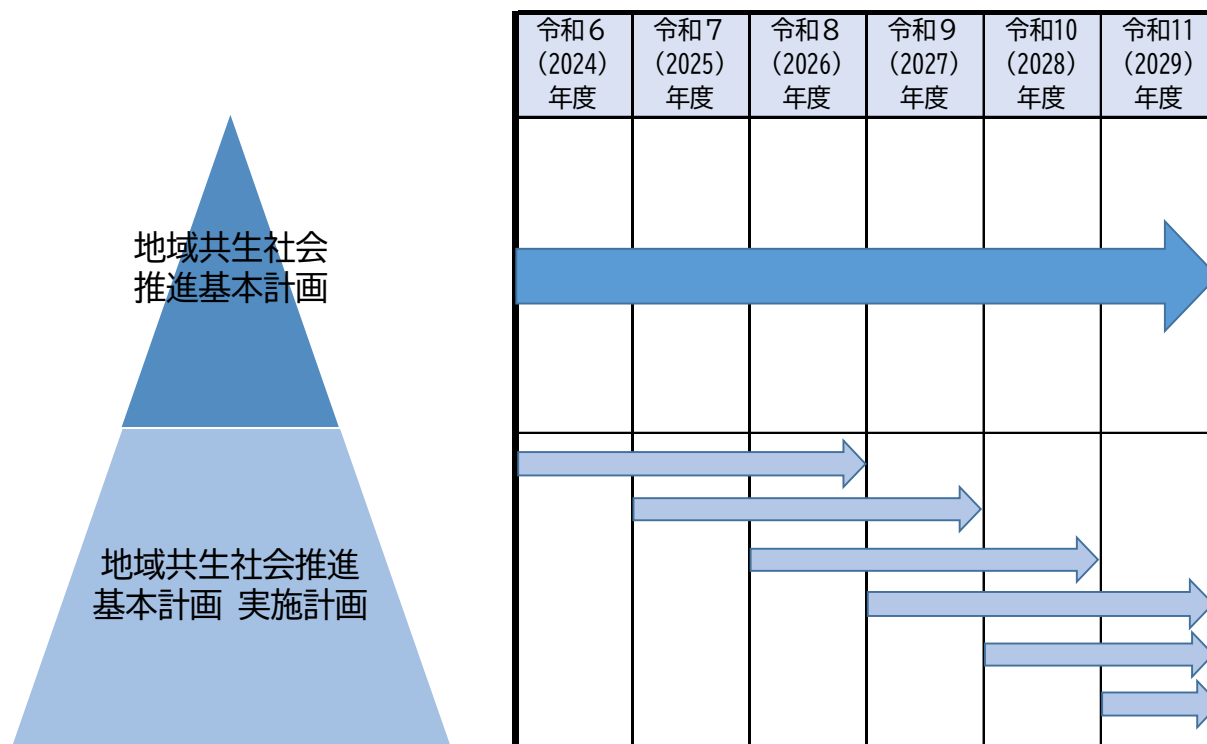 令和６
（2024）
年度
令和７
（2025）
年度
令和８
（2026）
年度
令和９
（2027）
年度
令和10
（2028）
年度
令和11
（2029）
年度
地域共生社会
推進基本計画
地域共生社会推進
基本計画 実施計画